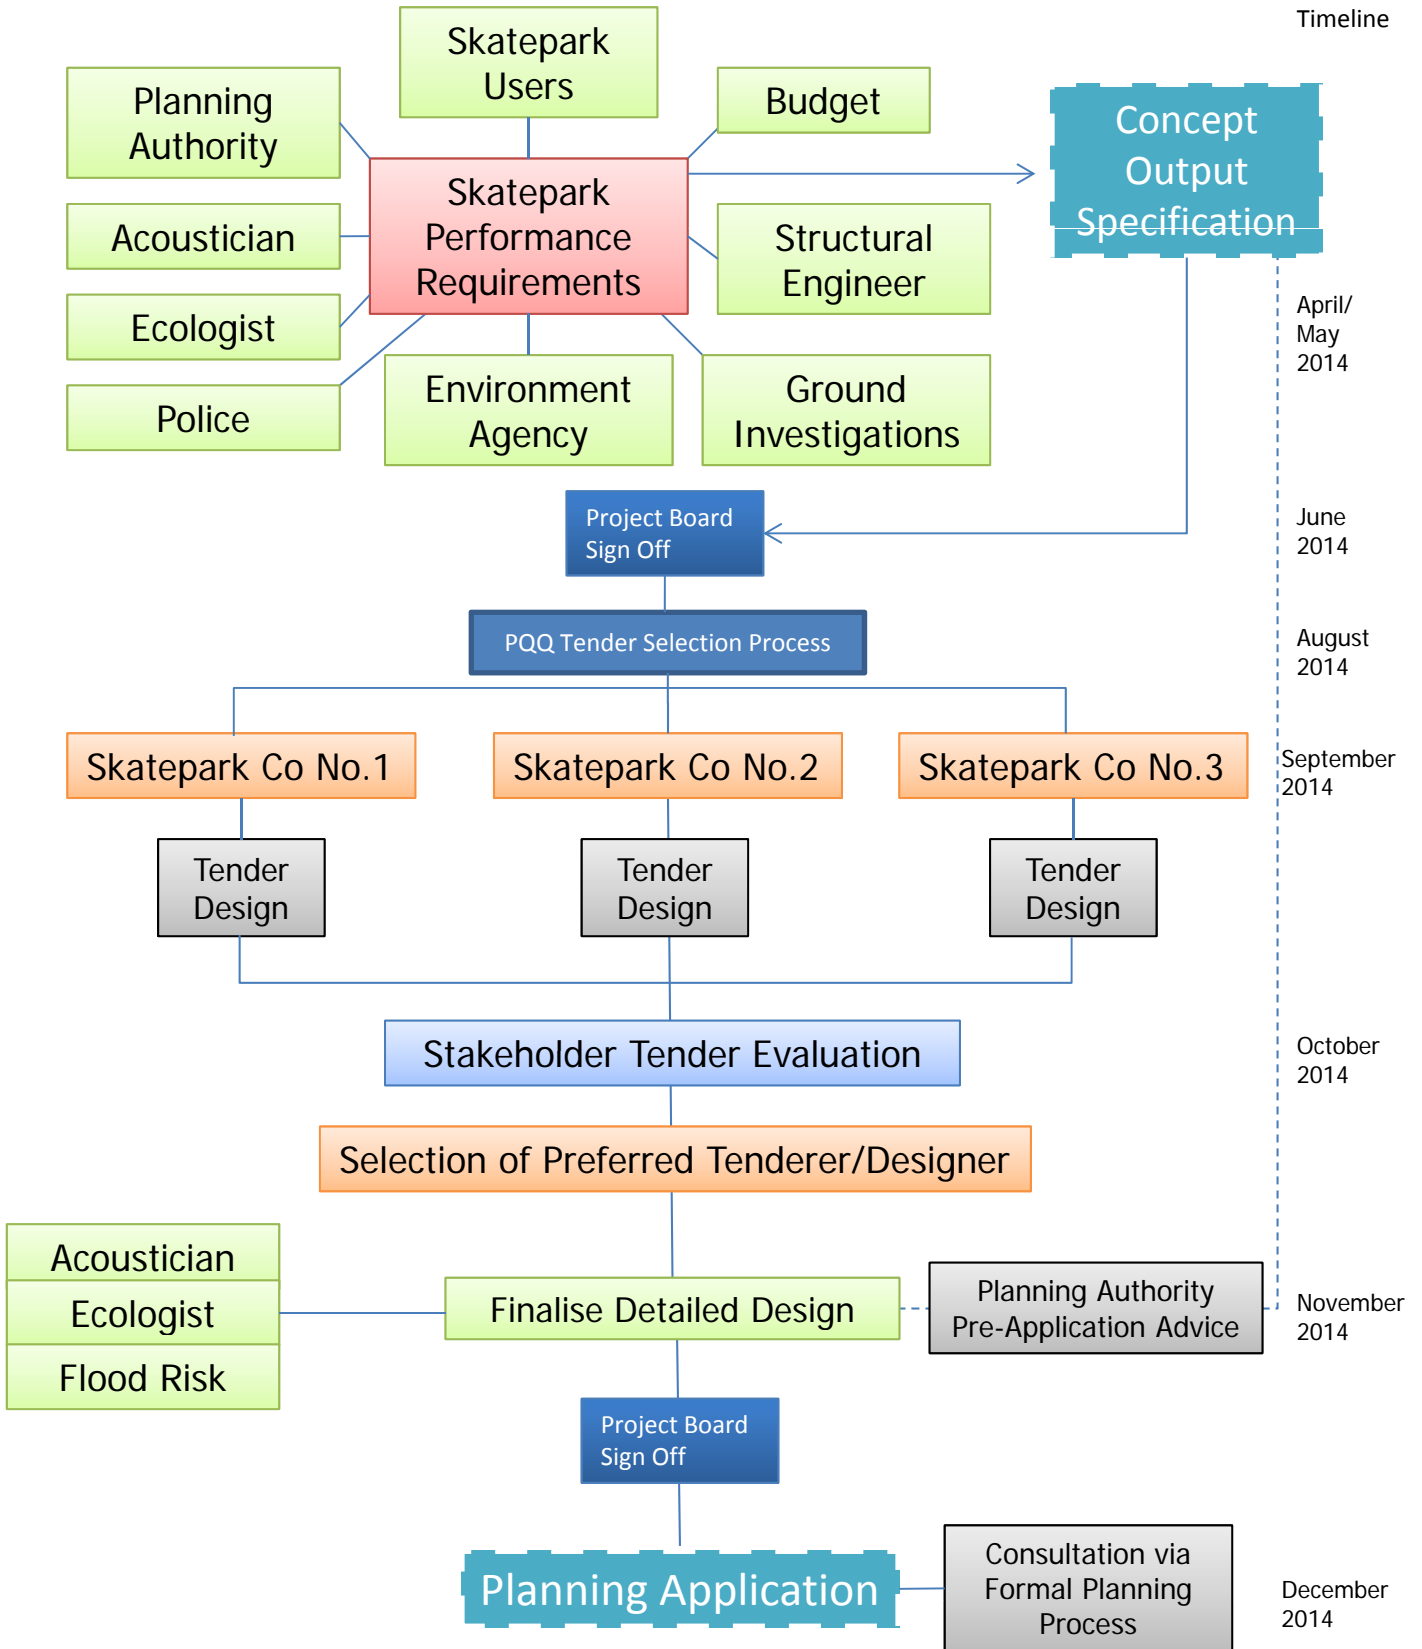 Timeline
Skatepark
Users
Planning
Authority
Budget
Concept
Output
Specification
Skatepark
Performance
Requirements
Acoustician
Structural
Engineer
Ecologist
April/
May
2014
Police
Environment
Agency
Ground
Investigations
Project Board
Sign Off
June
2014
PQQ Tender Selection Process
August
2014
Skatepark Co No.1
Skatepark Co No.2
Skatepark Co No.3
September
2014
Tender
Design
Tender
Design
Tender
Design
Stakeholder Tender Evaluation
October
2014
Selection of Preferred Tenderer/Designer
Acoustician
Ecologist
Flood Risk
Finalise Detailed Design
Planning Authority
Pre-Application Advice
November
2014
Project Board
Sign Off
Planning Application
Consultation via
Formal Planning
Process
December
2014